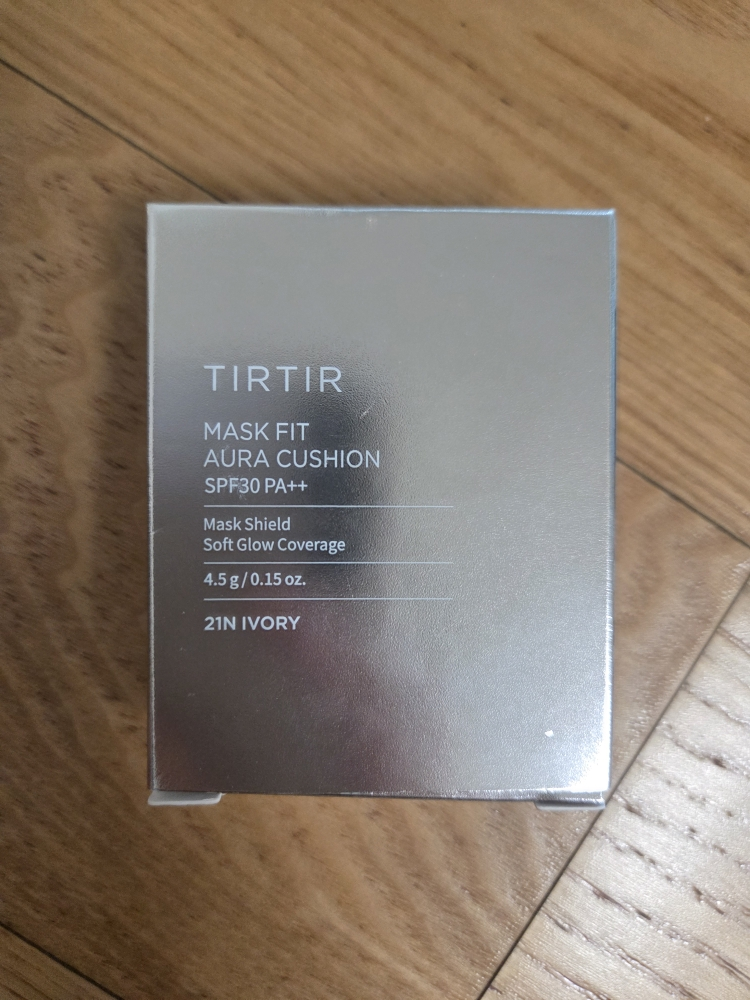 TIRTIR
MASK FIT
AURA CUSHION
SPF30 PA++
Mask Shield
Soft Glow Coverage
4.5 g / 0.15 oz.
21N IVORY